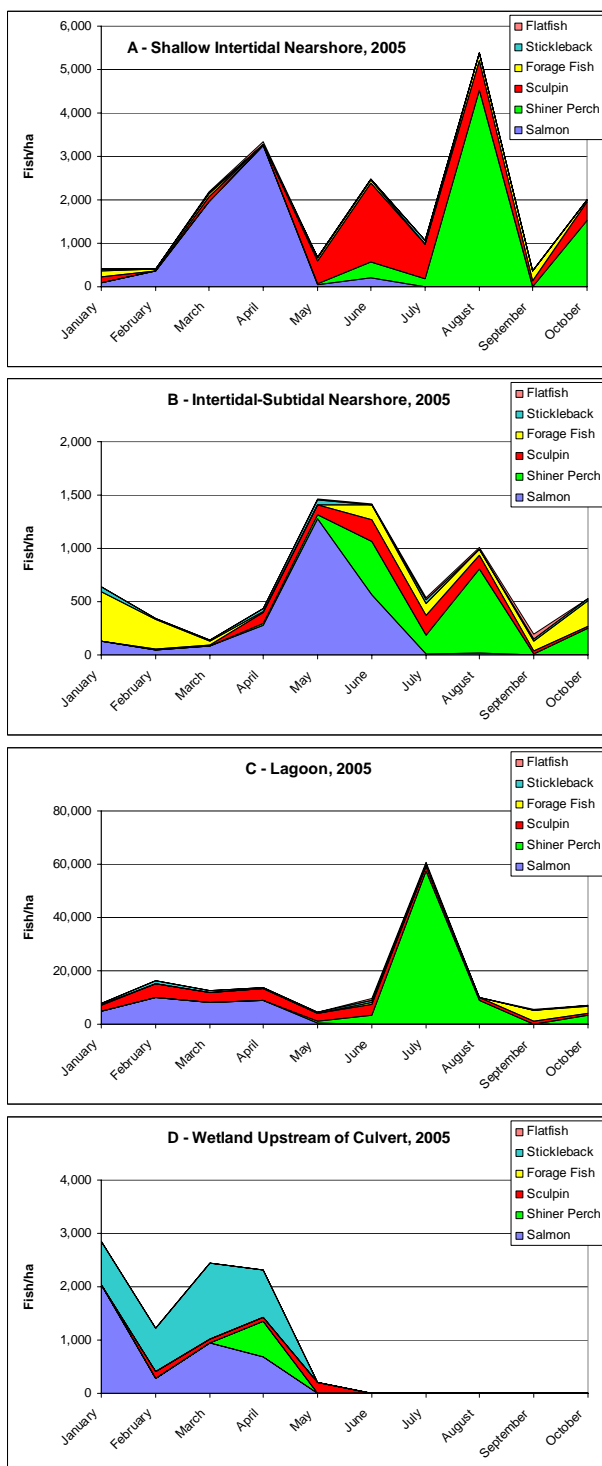 A - Shallow Intertidal Nearshore, 2005
Fish/ha
6,000
5,000
4,000
3,000
2,000
1,000
0
January
February
March
April
May
June
July
August
September
October
Flatfish
Stickleback
Forage Fish
Sculpin
Shiner Perch
Salmon
B - Intertidal-Subtidal Nearshore, 2005
Fish/ha
2,000
1,500
1,000
500
0
January
February
March
April
May
June
July
August
September
October
Flatfish
Stickleback
Forage Fish
Sculpin
Shiner Perch
Salmon
C - Lagoon, 2005
Fish/ha
80,000
60,000
40,000
20,000
0
January
February
March
April
May
June
July
August
September
October
Flatfish
Stickleback
Forage Fish
Sculpin
Shiner Perch
Salmon
D - Wetland Upstream of Culvert, 2005
Fish/ha
4,000
3,000
2,000
1,000
0
January
February
March
April
May
June
July
August
September
October
Flatfish
Stickleback
Forage Fish
Sculpin
Shiner Perch
Salmon